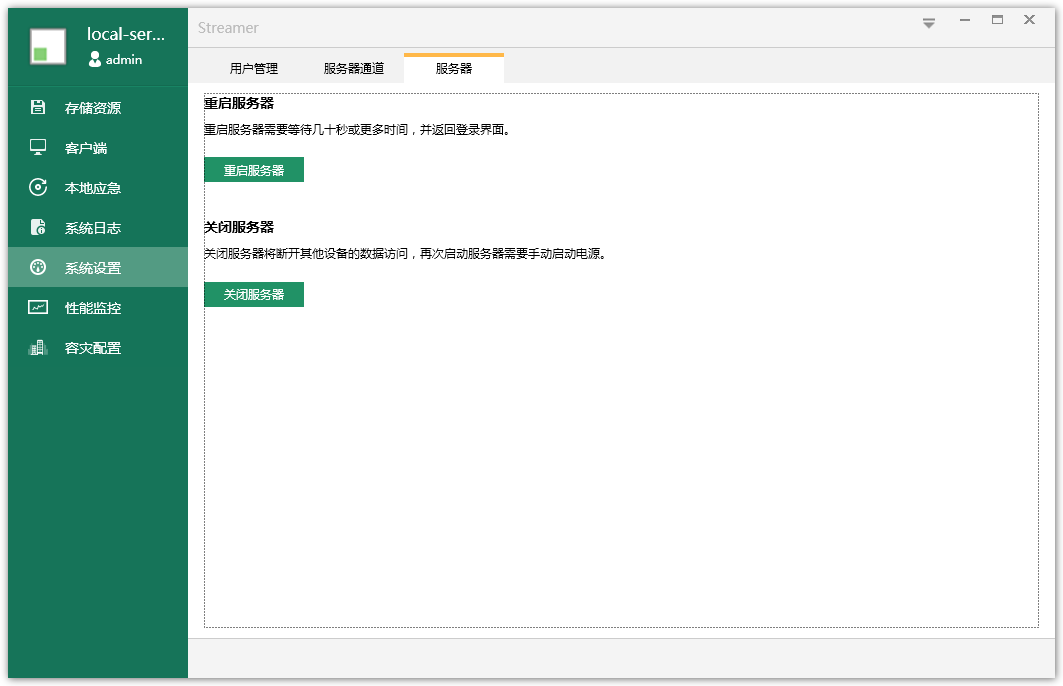 local-ser...
admin
存储资源
客户端
本地应急
系统日志
系统设置
性能监控
容灾配置
Streamer
用户管理
服务器通道
服务器
重启服务器
重启服务器需要等待几十秒或更多时间，并返回登录界面。
重启服务器
关闭服务器
关闭服务器将断开其他设备的数据访问，再次启动服务器需要手动启动电源。
关闭服务器